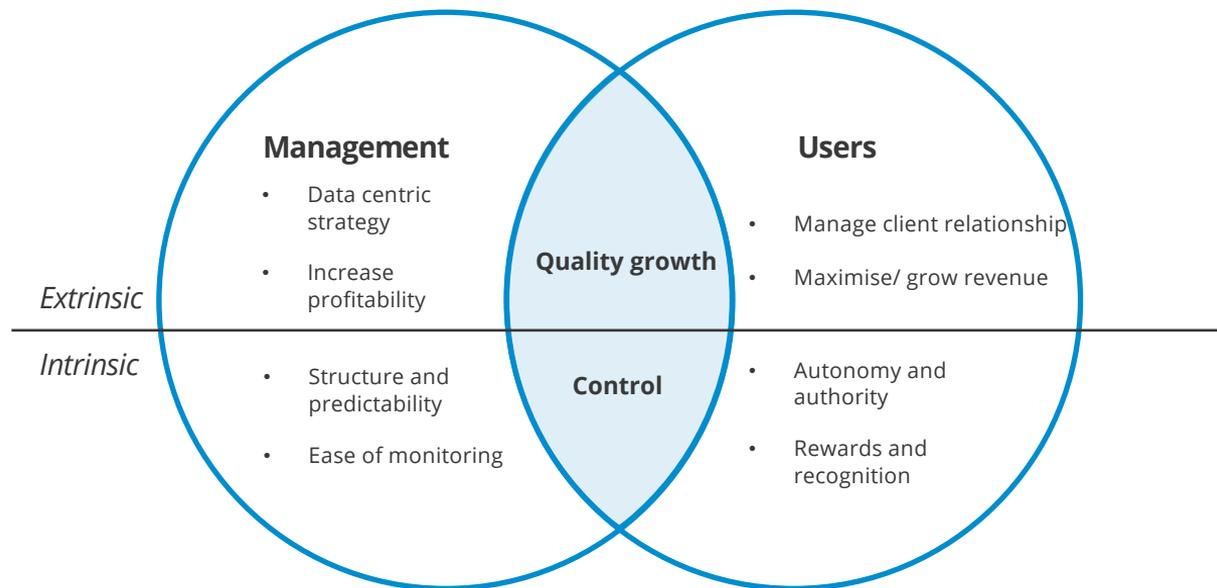 Management
• Data centric
strategy
• Increase
profitability
Users
• Manage client relationship
• Maximise/ grow revenue
Quality growth
Extrinsic
Intrinsic
• Structure and
predictability
• Ease of monitoring
Control
• Autonomy and
authority
• Rewards and
recognition